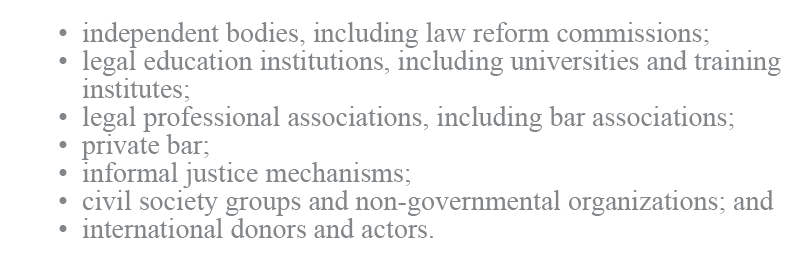 • independent bodies, including law reform commissions;
• legal education institutions, including universities and training
institutes;
• legal professional associations, including bar associations;
• private bar;
• informal justice mechanisms;
• civil society groups and non-governmental organizations; and
• international donors and actors.